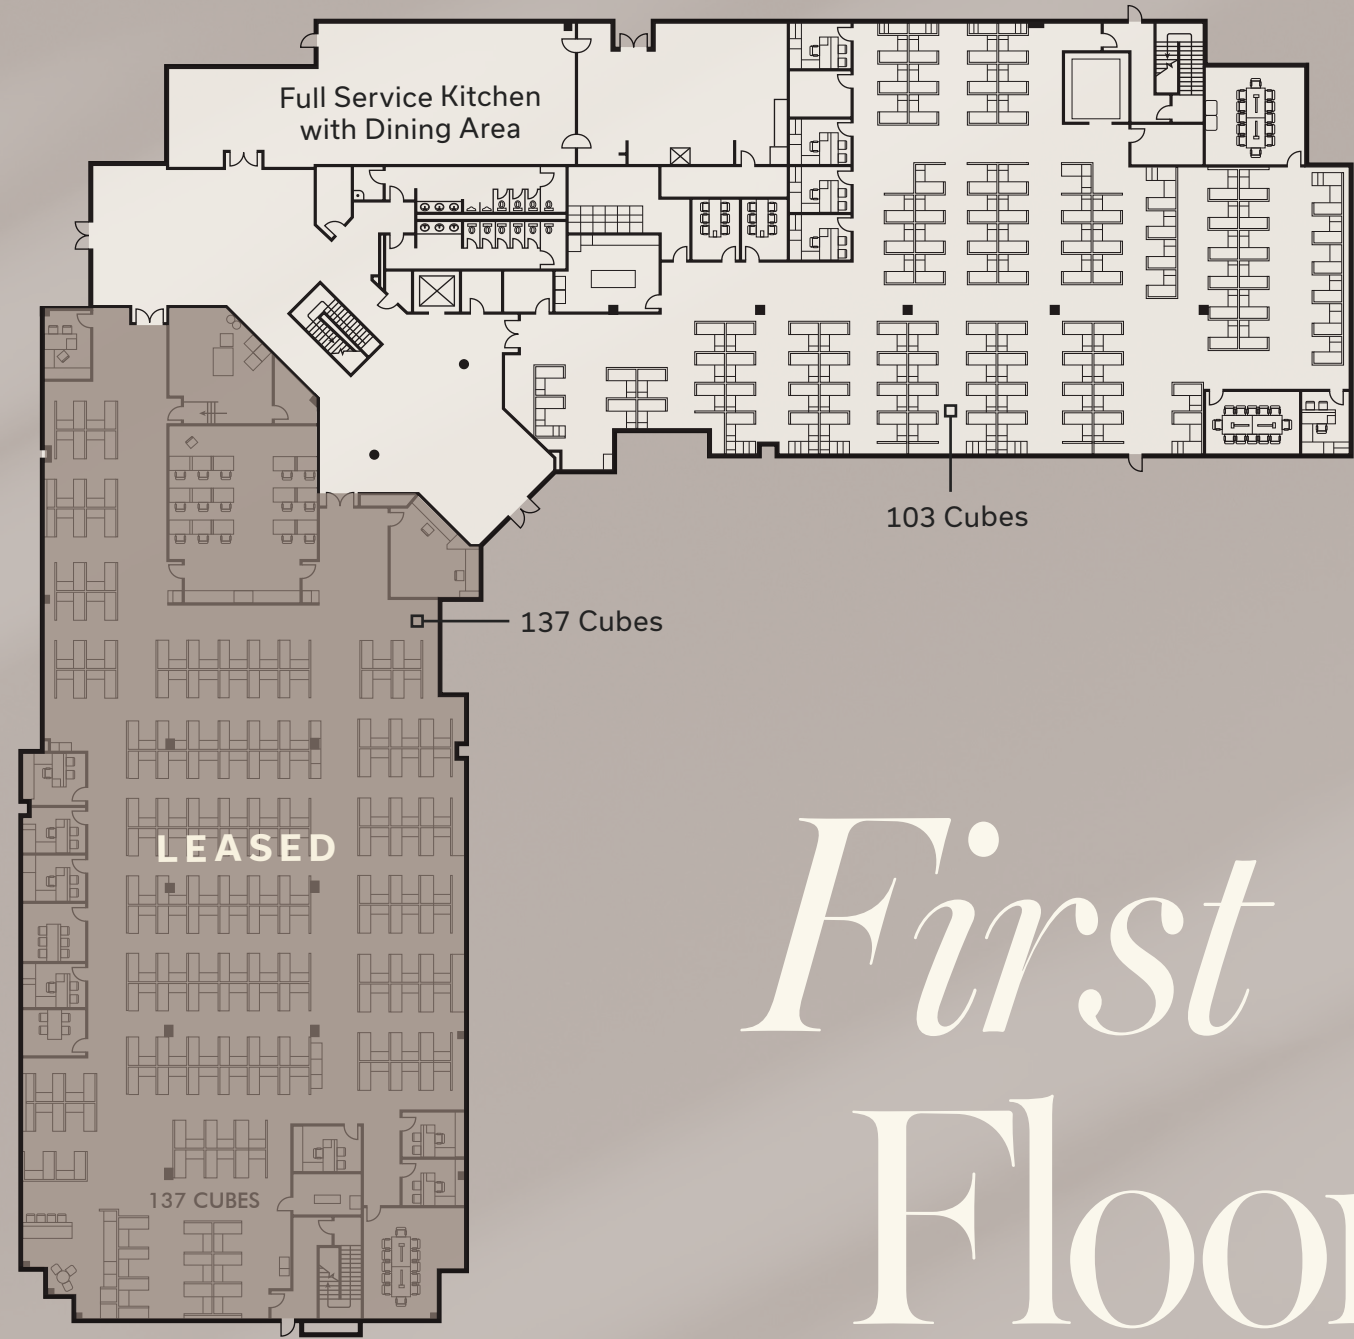 Full Service Kitchen
with Dining Area
103 Cubes
137 Cubes
LEASED
First
Floor
137 CUBES